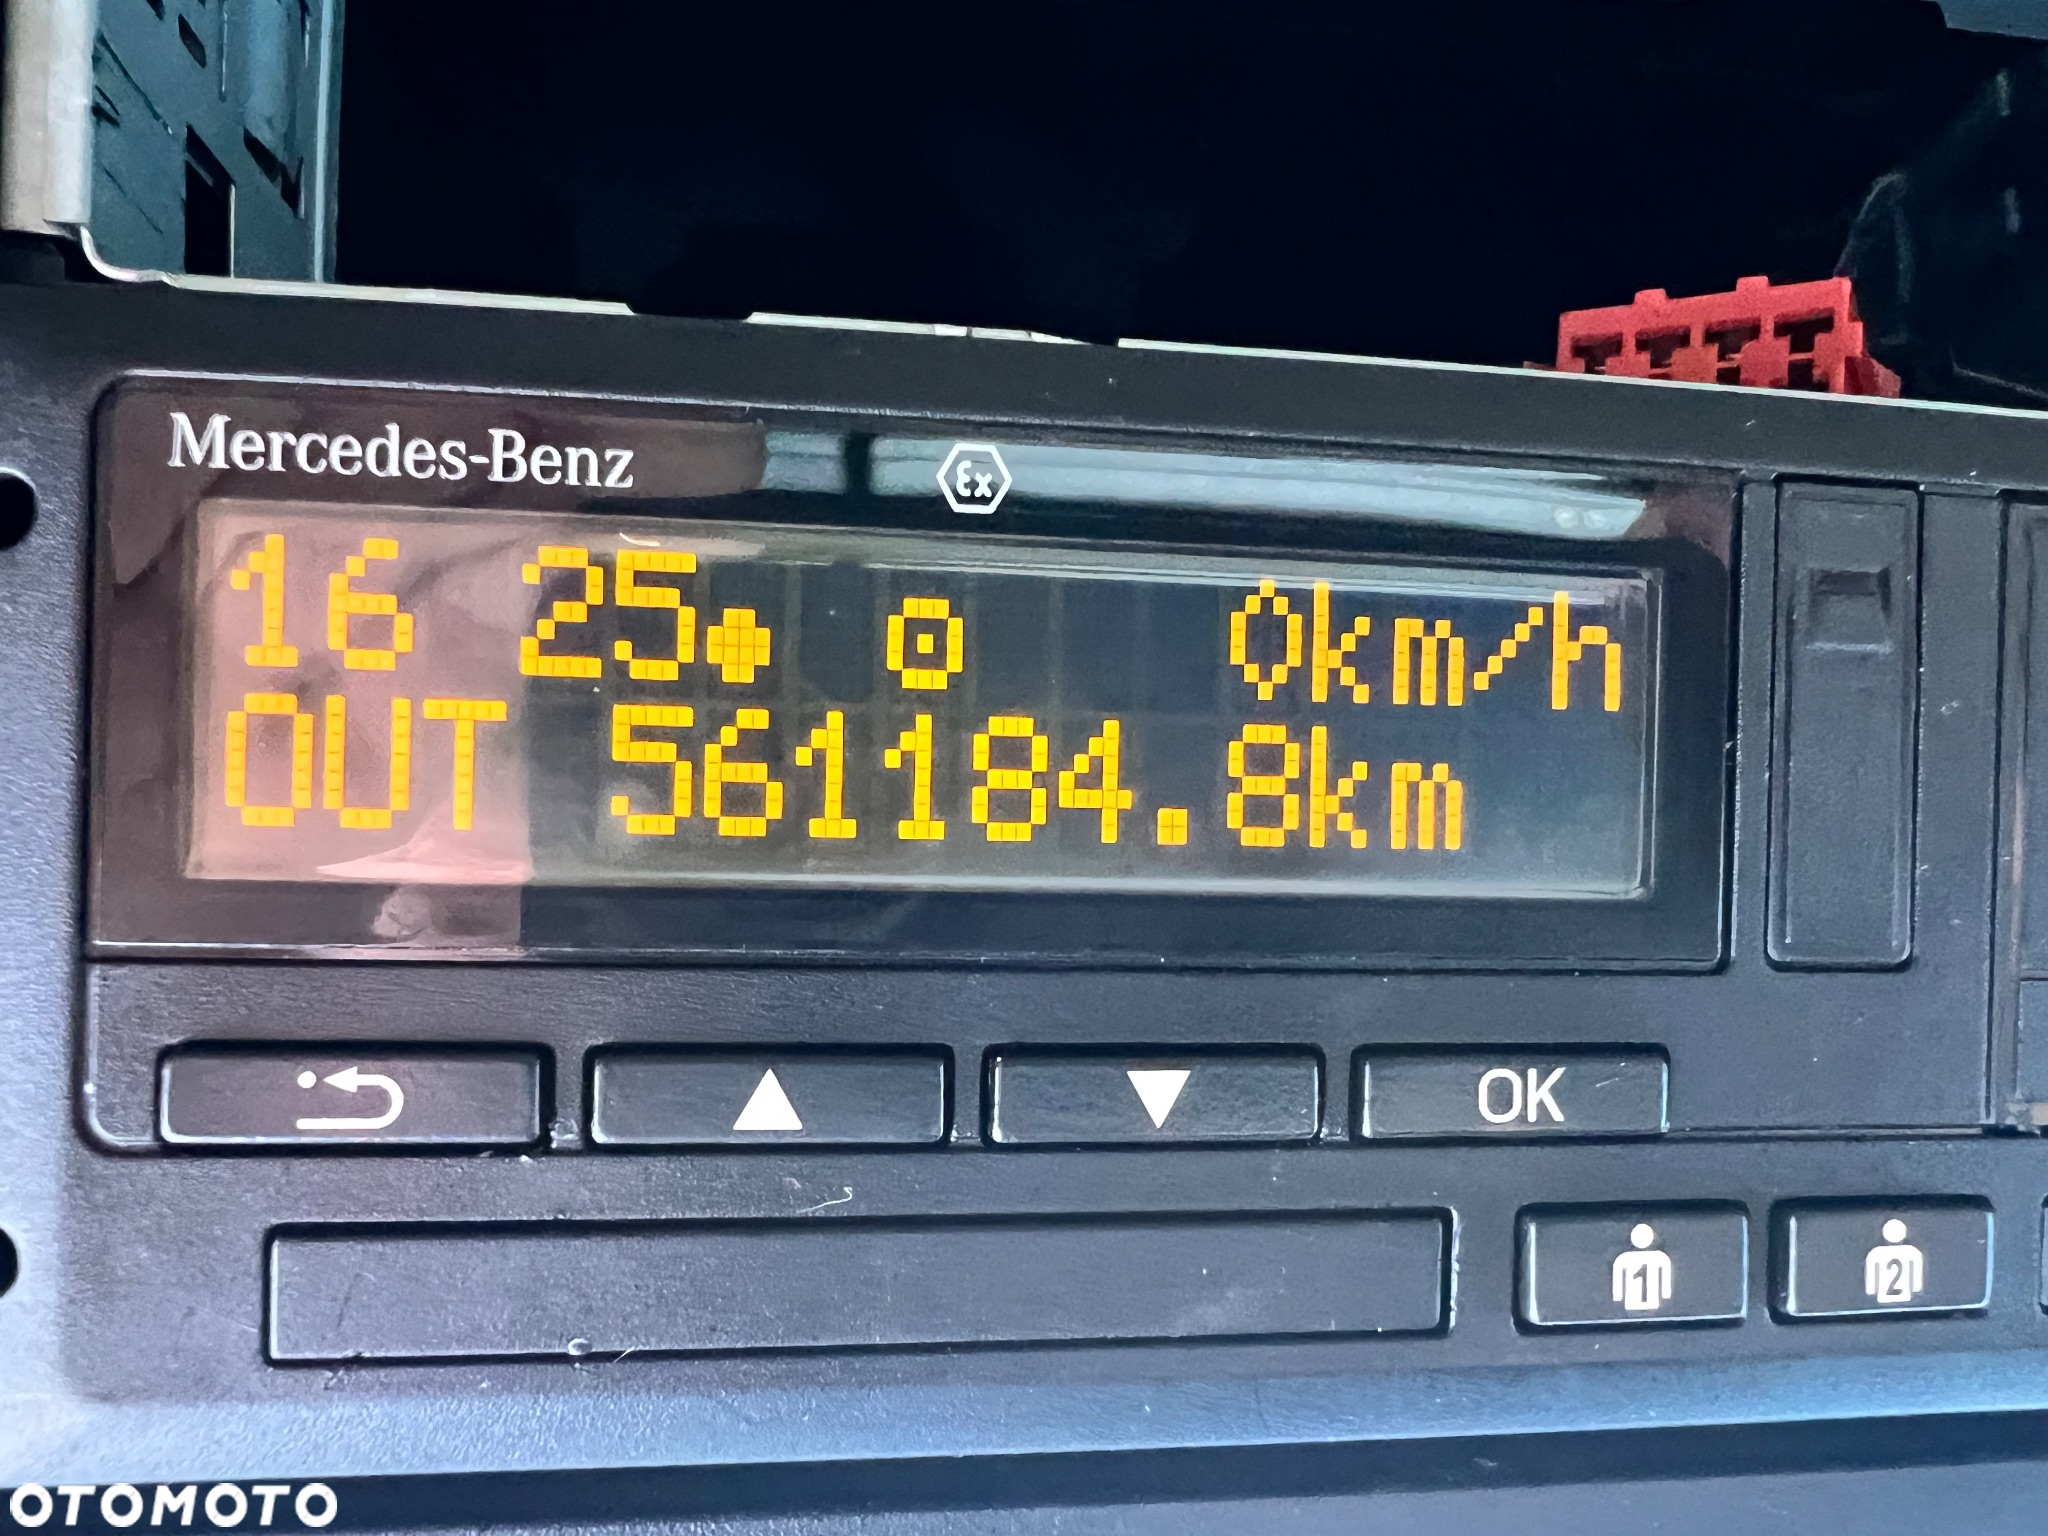 Mercedes-Benz
Ex
16 25 0km/h
OUT 561184.8km
OK
1 2
OTOMOTO